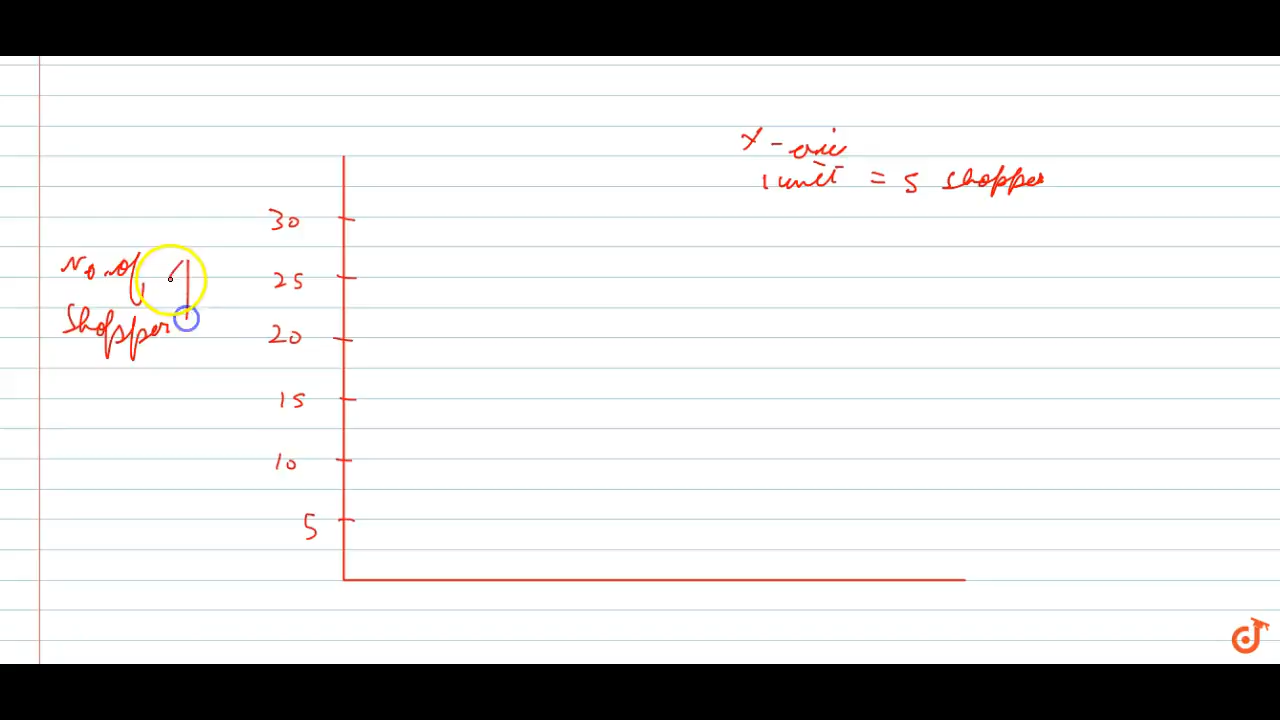 Y-axis
1 unit = 5 shopper
30
No. of
25
Shopper
20
15
10
5